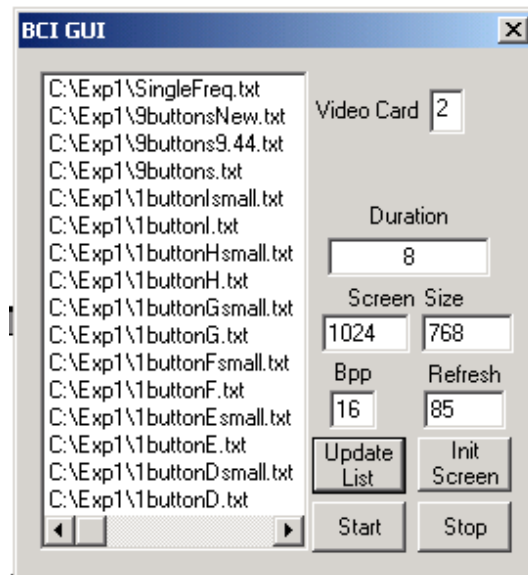 BCI GUI
C:\Exp1\SingleFreq.txt
C:\Exp1\9buttonsNew.txt
C:\Exp1\9buttons9.44.txt
C:\Exp1\9buttons.txt
C:\Exp1\1buttonIsmall.txt
C:\Exp1\1buttonI.txt
C:\Exp1\1buttonHsmall.txt
C:\Exp1\1buttonH.txt
C:\Exp1\1buttonGsmall.txt
C:\Exp1\1buttonG.txt
C:\Exp1\1buttonFsmall.txt
C:\Exp1\1buttonF.txt
C:\Exp1\1buttonEsmall.txt
C:\Exp1\1buttonE.txt
C:\Exp1\1buttonDsmall.txt
C:\Exp1\1buttonD.txt
Video Card 2
Duration
8
Screen Size
1024 768
Bpp Refresh
16 85
Update
List
Init
Screen
Start Stop